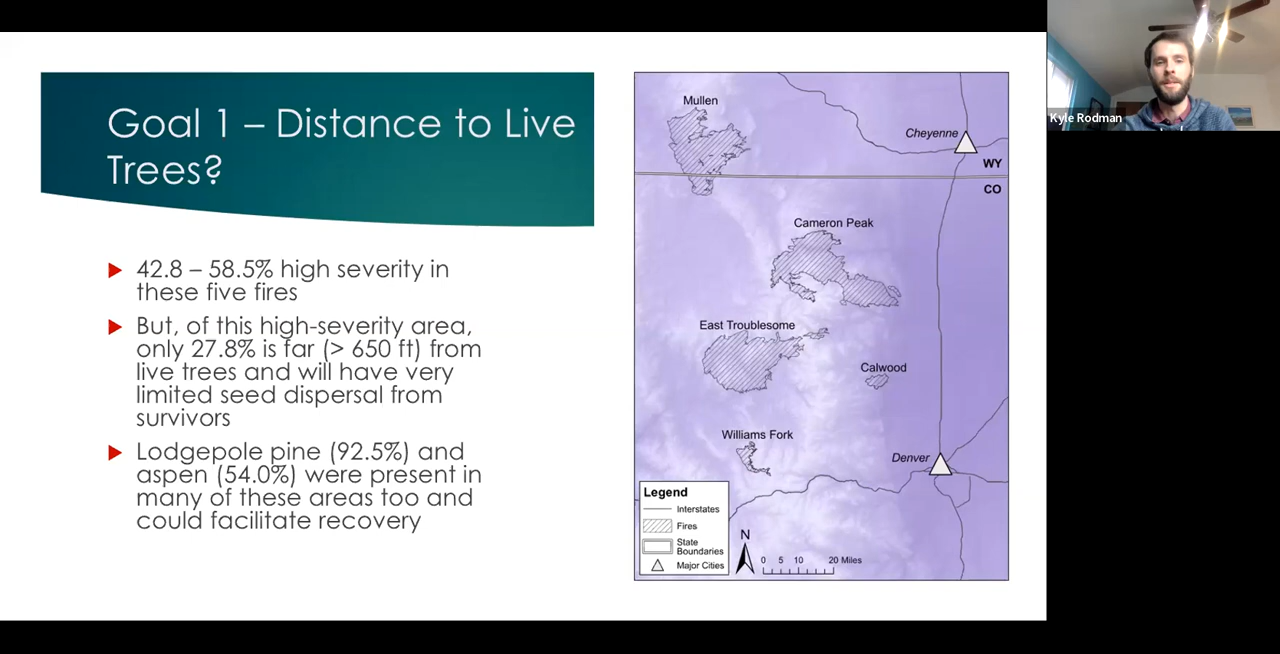 Goal 1 – Distance to Live
Trees?
42.8 – 58.5% high severity in
these five fires
But, of this high-severity area,
only 27.8% is far (> 650 ft) from
live trees and will have very
limited seed dispersal from
survivors
Lodgepole pine (92.5%) and
aspen (54.0%) were present in
many of these areas too and
could facilitate recovery
Mullen
Cheyenne
WY
CO
Cameron Peak
East Troublesome
Calwood
Williams Fork
Denver
Legend
Interstates
Fires
State
Boundaries
Major Cities
N
0 5 10 20 Miles
Kyle Rodman